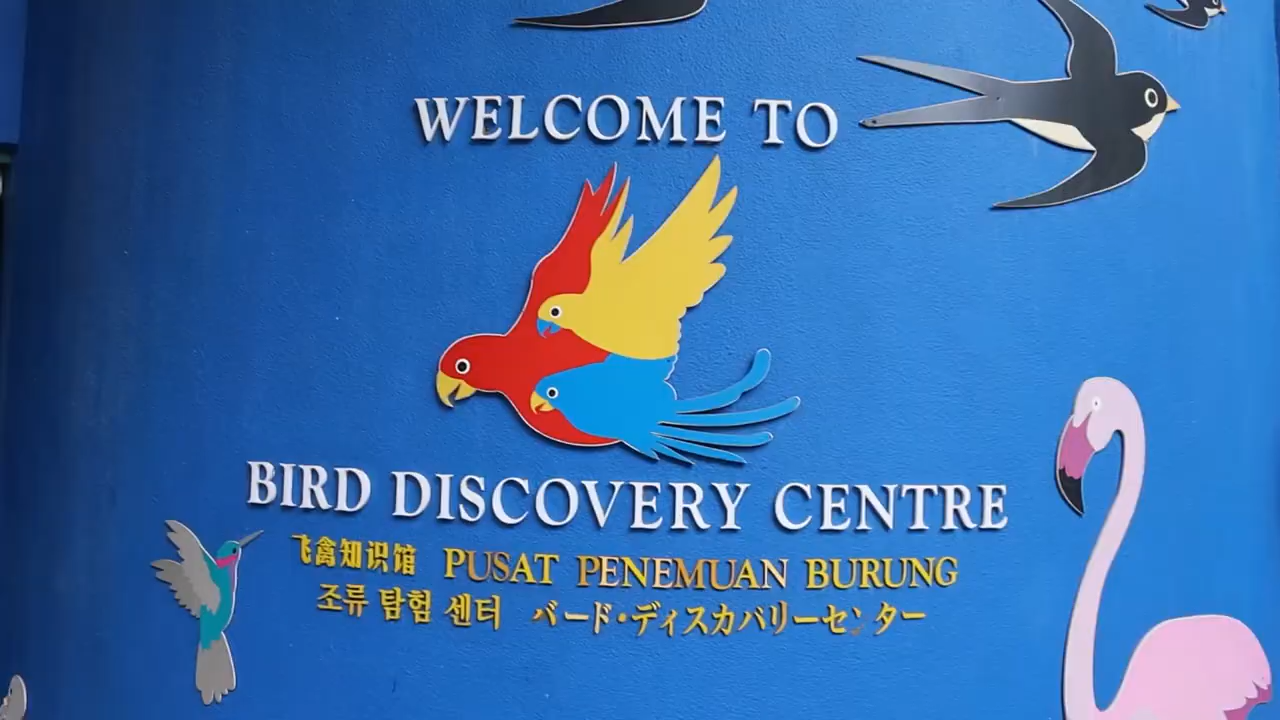 WELCOME TO
BIRD DISCOVERY CENTRE
飞禽知识馆 PUSAT PENEMUAN BURUNG
조류 탐험 센터 バード・ディスカバリーセンター